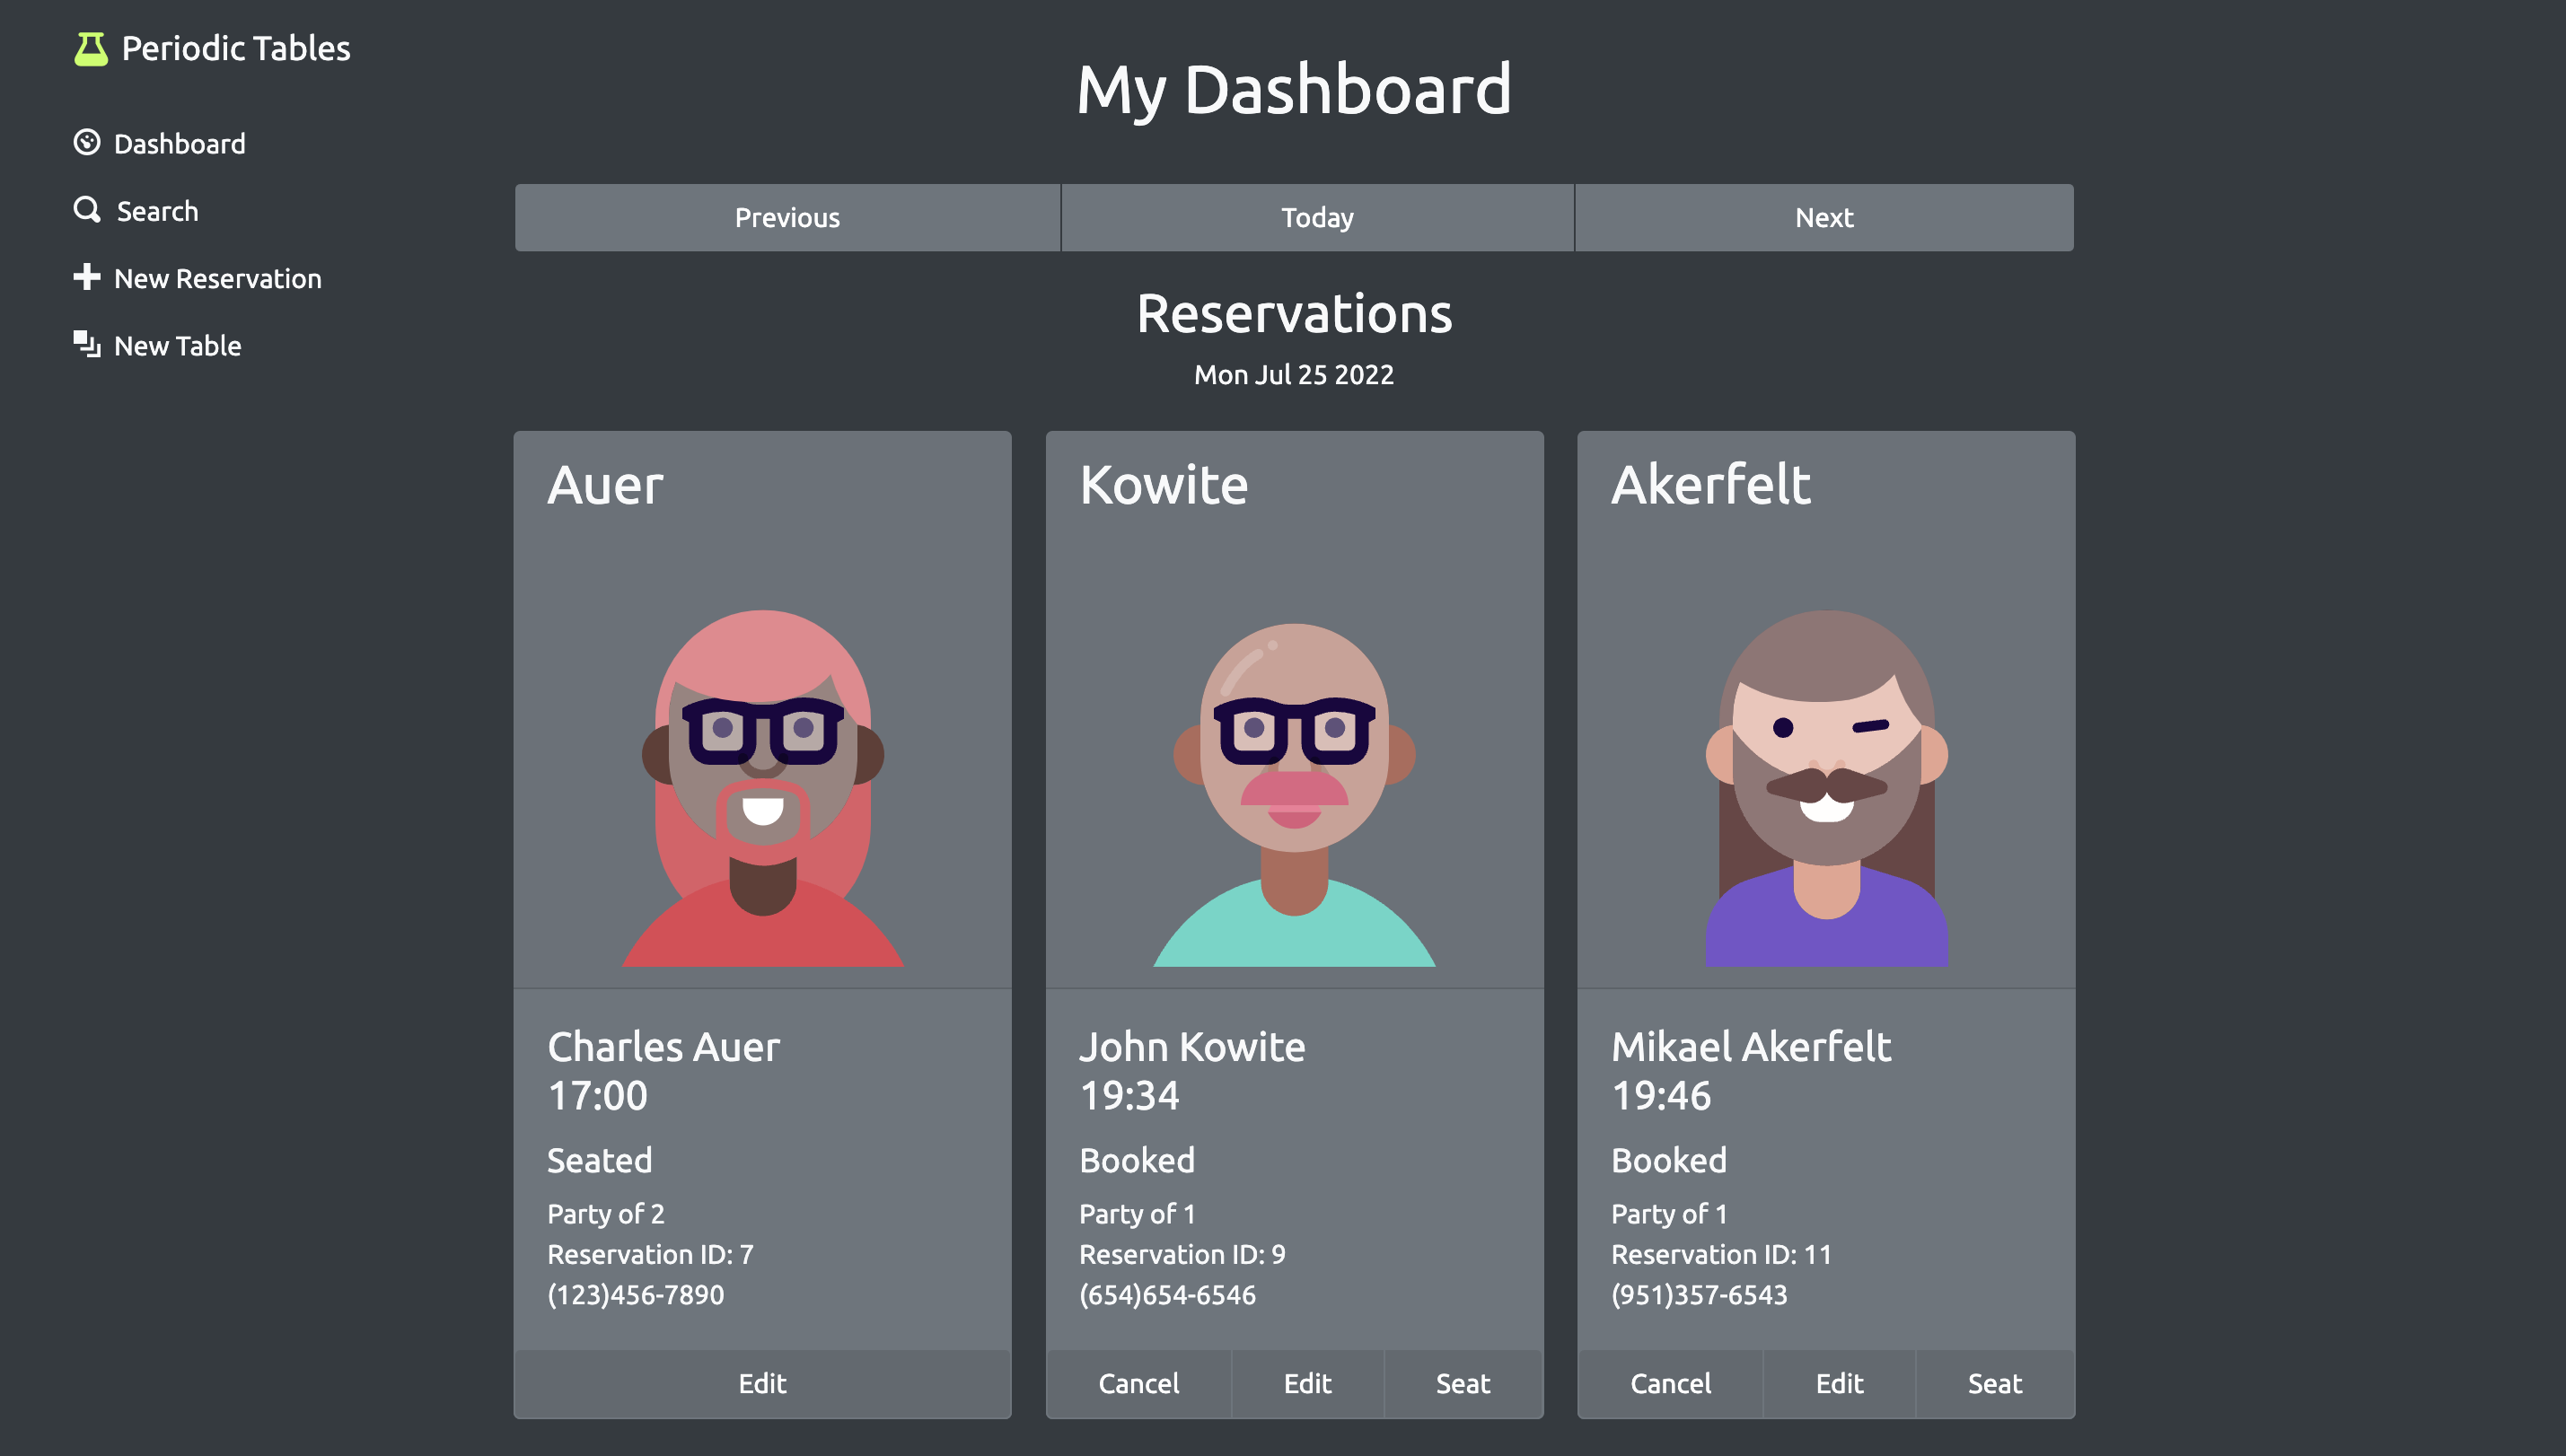 Periodic Tables
Dashboard
Search
New Reservation
New Table
My Dashboard
Previous Today Next
Reservations
Mon Jul 25 2022
Auer
Charles Auer
17:00
Seated
Party of 2
Reservation ID: 7
(123)456-7890
Edit
Kowite
John Kowite
19:34
Booked
Party of 1
Reservation ID: 9
(654)654-6546
Cancel Edit Seat
Akerfelt
Mikael Akerfelt
19:46
Booked
Party of 1
Reservation ID: 11
(951)357-6543
Cancel Edit Seat